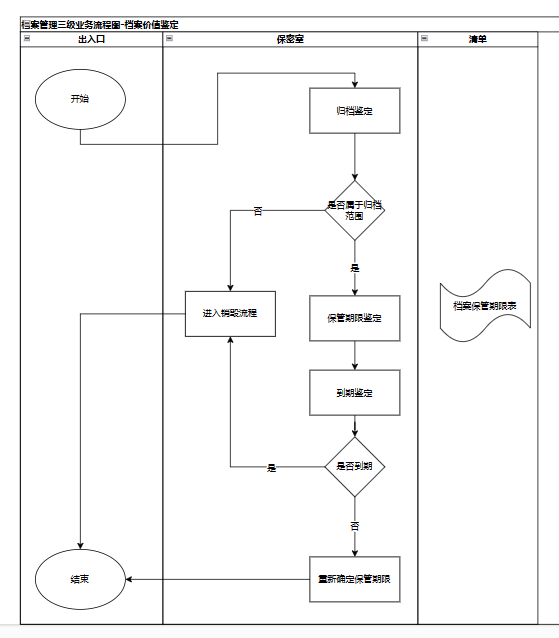 档案管理三级业务流程图-档案价值鉴定
出入口
保密室
清单
开始
归档鉴定
是否属于归档
范围
否
是
进入销毁流程
保管期限鉴定
档案保管期限表
到期鉴定
是否到期
是
否
结束
重新确定保管期限